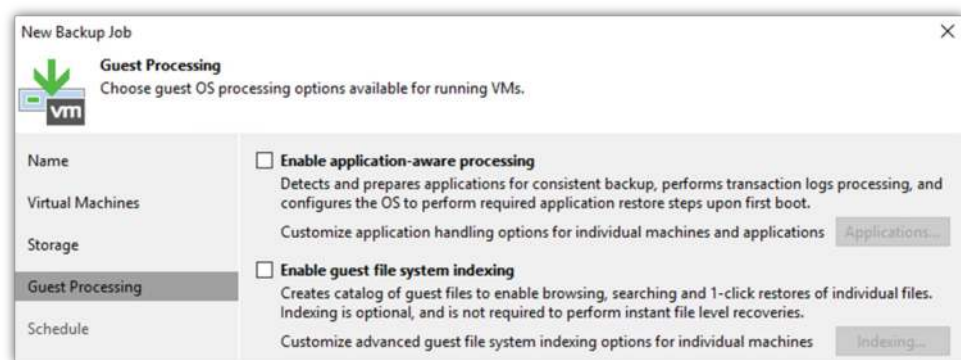 New Backup Job
Guest Processing
Choose guest OS processing options available for running VMs.
vm
Name
Virtual Machines
Storage
Guest Processing
Schedule
Enable application-aware processing
Detects and prepares applications for consistent backup, performs transaction logs processing, and
configures the OS to perform required application restore steps upon first boot.
Customize application handling options for individual machines and applications Applications...
Enable guest file system indexing
Creates catalog of guest files to enable browsing, searching and 1-click restores of individual files.
Indexing is optional, and is not required to perform instant file level recoveries.
Customize advanced guest file system indexing options for individual machines Indexing...